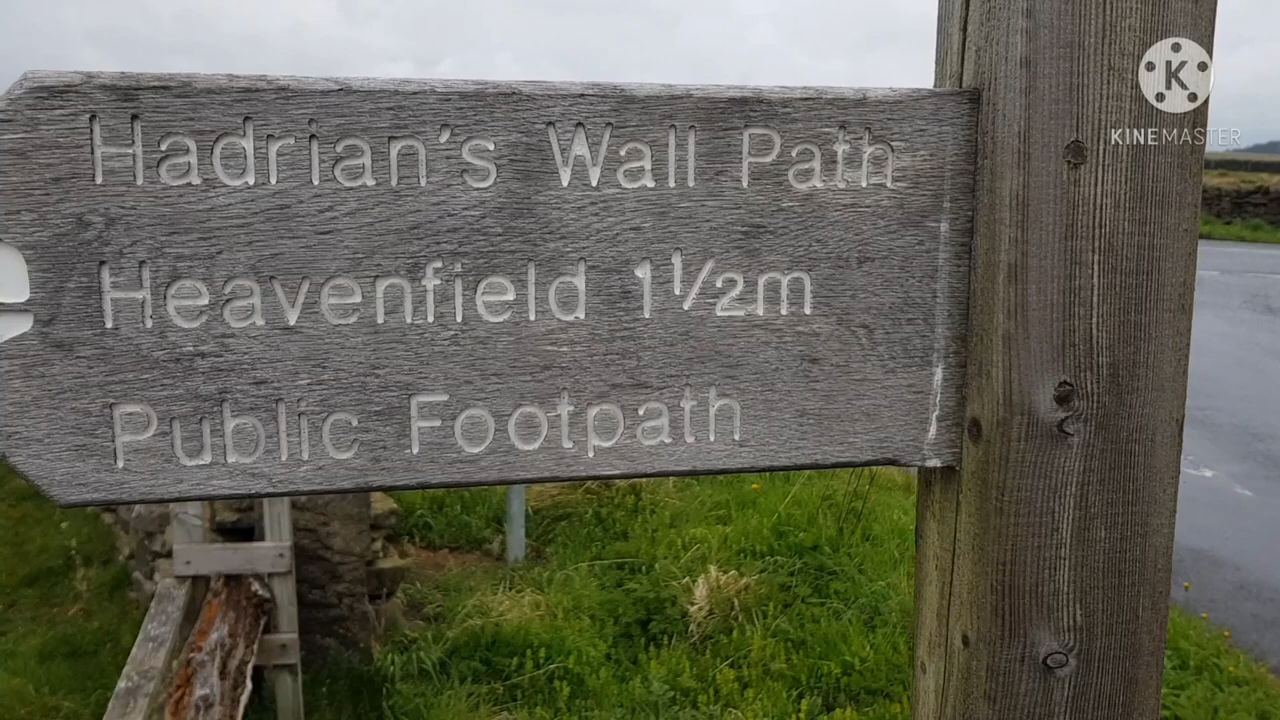 Hadrian's Wall Path
Heavenfield 1½m
Public Footpath
K
KINEMASTER